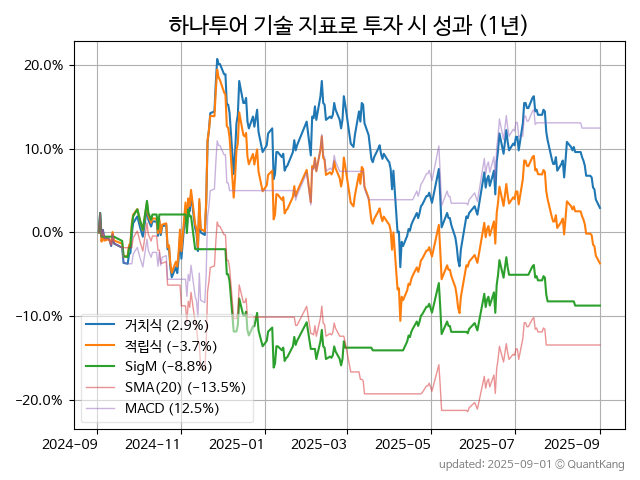 하나투어 기술 지표로 투자 시 성과 (1년)
20.0%
10.0%
0.0%
−10.0%
−20.0%
거치식 (2.9%)
적립식 (−3.7%)
SigM (−8.8%)
SMA(20) (−13.5%)
MACD (12.5%)
2024-09
2024-11
2025-01
2025-03
2025-05
2025-07
2025-09
updated: 2025-09-01 © QuantKang